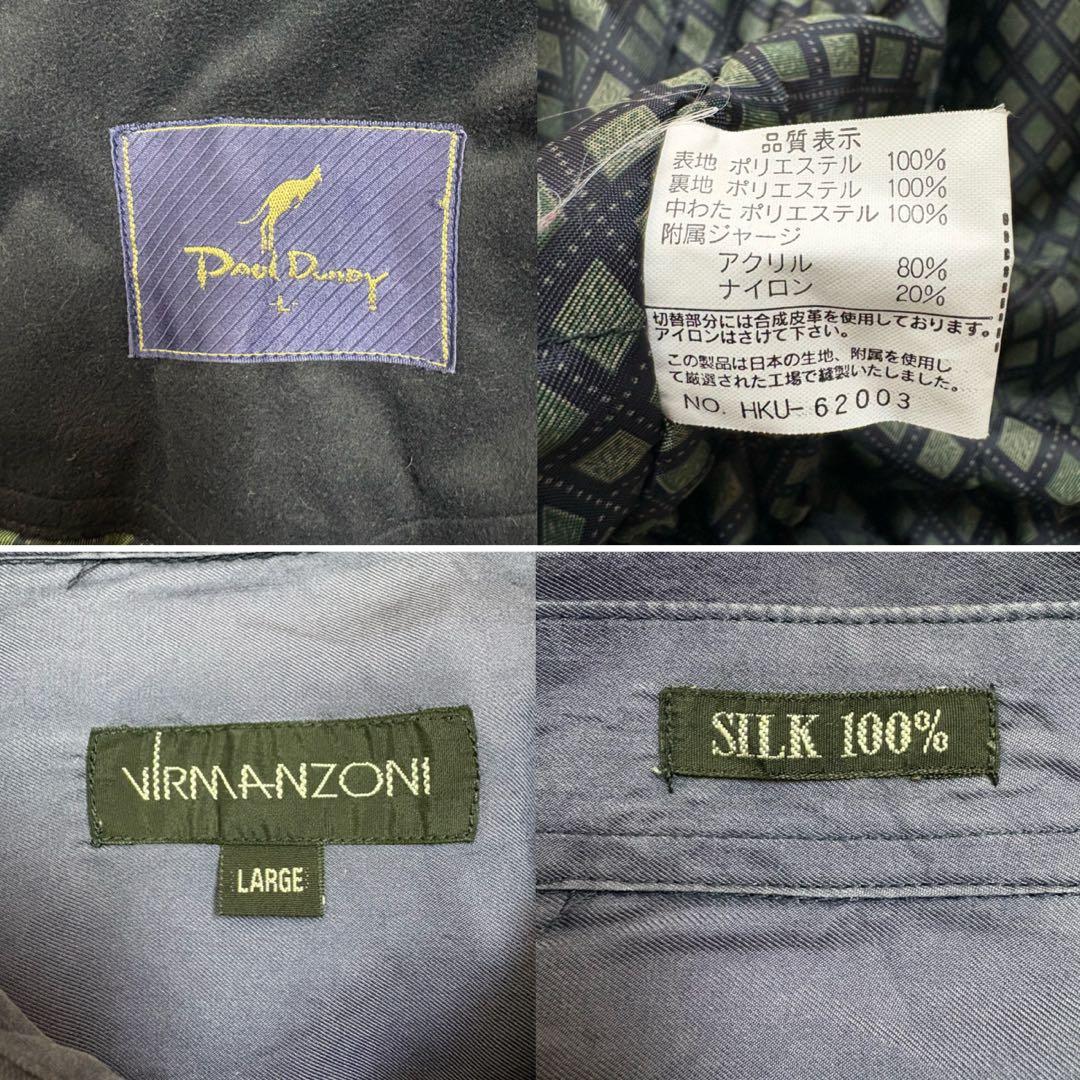 Paul Dundy
-L-
品質表示
表地 ポリエステル 100%
裏地 ポリエステル 100%
中わた ポリエステル 100%
附属ジャージ
アクリル 80%
ナイロン 20%
切替部分には合成皮革を使用しております。
アイロンはさけて下さい。
この製品は日本の生地、附属を使用し
て厳選された工場で縫製いたしました。
NO. HKU-62003
VIRMANZONI
LARGE
SILK 100%